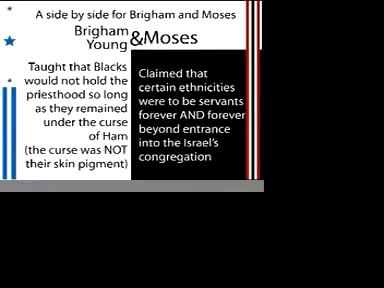 A side by side for Brigham and Moses
Brigham
Young
&Moses
Taught that Blacks
would not hold the
priesthood so long
as they remained
under the curse
of Ham
(the curse was NOT
their skin pigment)
Claimed that
certain ethnicities
were to be servants
forever AND forever
beyond entrance
into the Israel's
congregation